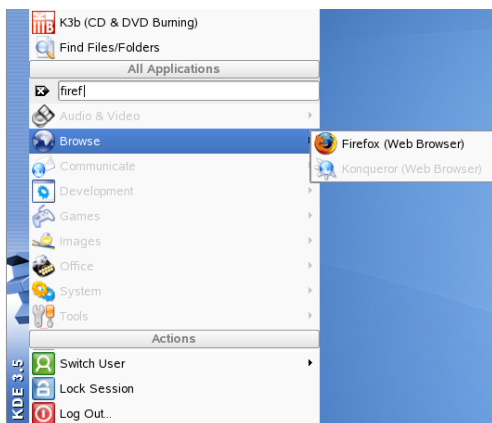 K3b (CD & DVD Burning)
Find Files/Folders
All Applications
firef
Audio & Video
Browse
Firefox (Web Browser)
Konqueror (Web Browser)
Communicate
Development
Games
Images
Office
System
Tools
Actions
Switch User
Lock Session
Log Out...
KDE 3.5